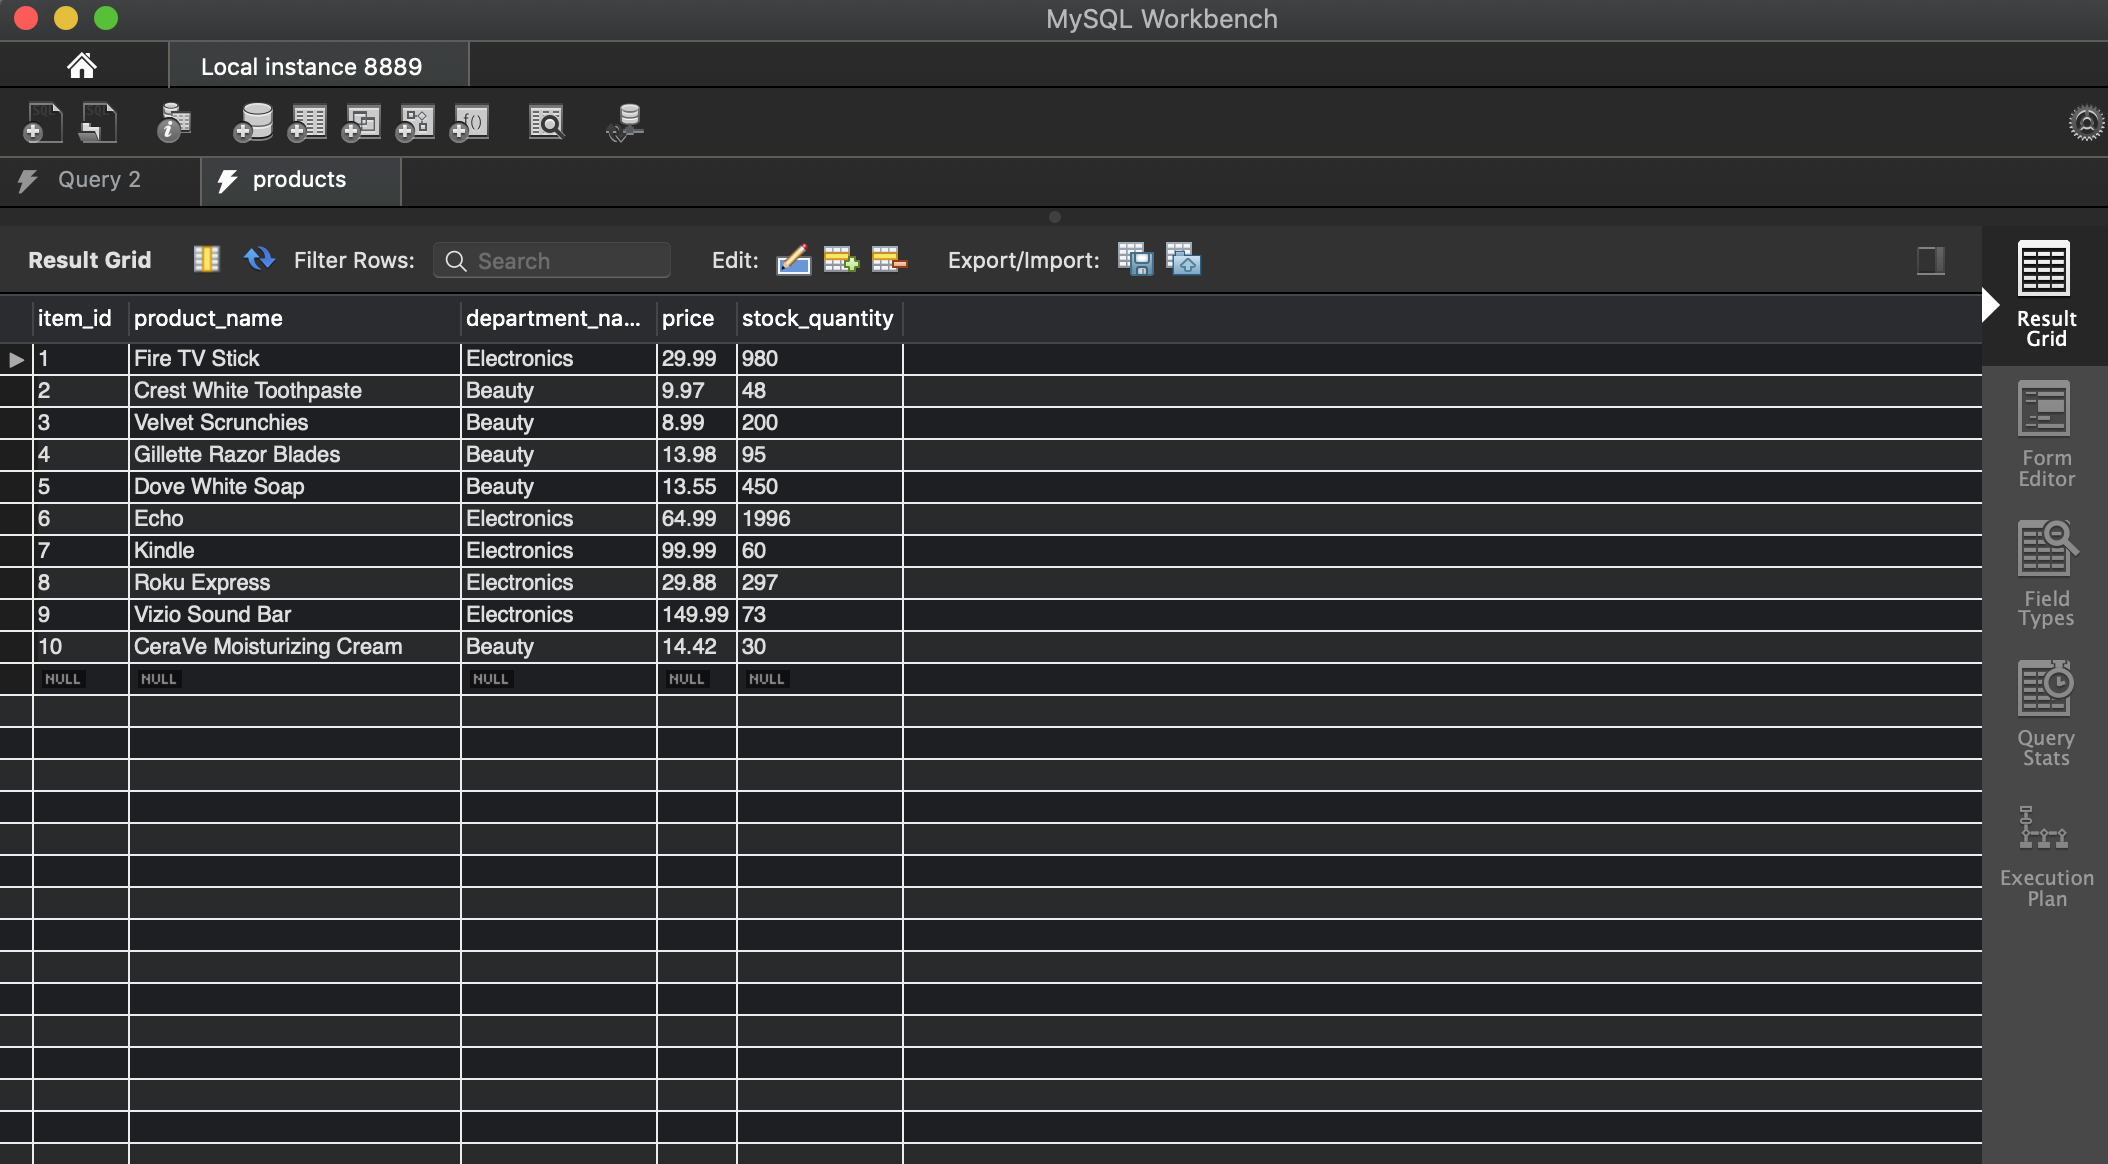 MySQL Workbench
Local instance 8889
Query 2 products
Result Grid Filter Rows: Search Edit: Export/Import:
item_id product_name department_na... price stock_quantity
1 Fire TV Stick Electronics 29.99 980
2 Crest White Toothpaste Beauty 9.97 48
3 Velvet Scrunchies Beauty 8.99 200
4 Gillette Razor Blades Beauty 13.98 95
5 Dove White Soap Beauty 13.55 450
6 Echo Electronics 64.99 1996
7 Kindle Electronics 99.99 60
8 Roku Express Electronics 29.88 297
9 Vizio Sound Bar Electronics 149.99 73
10 CeraVe Moisturizing Cream Beauty 14.42 30
NULL NULL NULL NULL NULL
Result
Grid
Form
Editor
Field
Types
Query
Stats
Execution
Plan
SQL SQL
i
f()